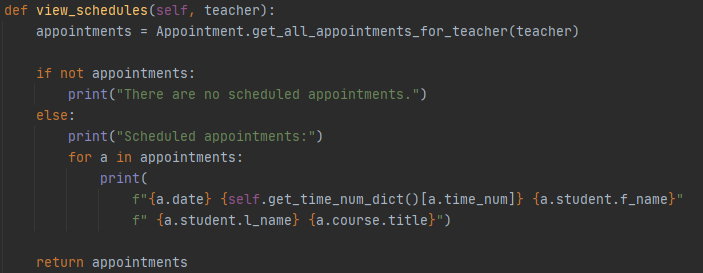 def view_schedules(self, teacher):
    appointments = Appointment.get_all_appointments_for_teacher(teacher)

    if not appointments:
        print("There are no scheduled appointments.")
    else:
        print("Scheduled appointments:")
        for a in appointments:
            print(
                f"{a.date} {self.get_time_num_dict()[a.time_num]} {a.student.f_name}"
                f" {a.student.l_name} {a.course.title}")

    return appointments